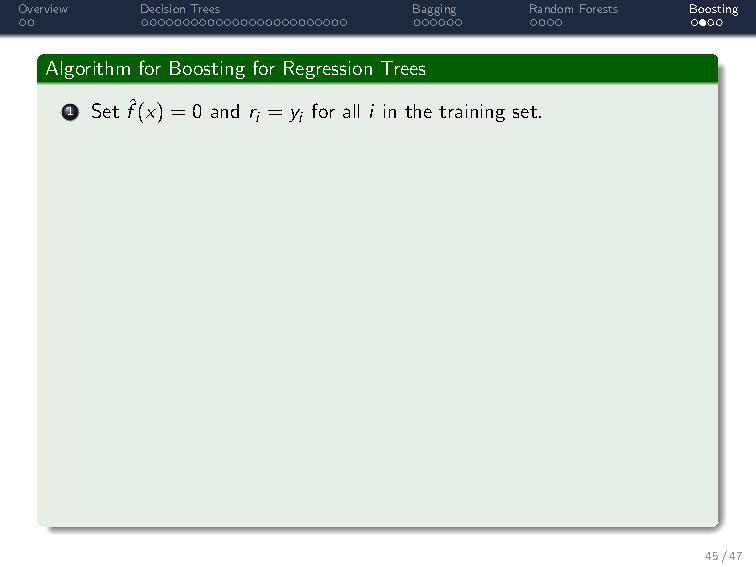 Overview Decision Trees Bagging Random Forests Boosting
Algorithm for Boosting for Regression Trees
1 Set f̂(x) = 0 and rᵢ = yᵢ for all i in the training set.
45 / 47